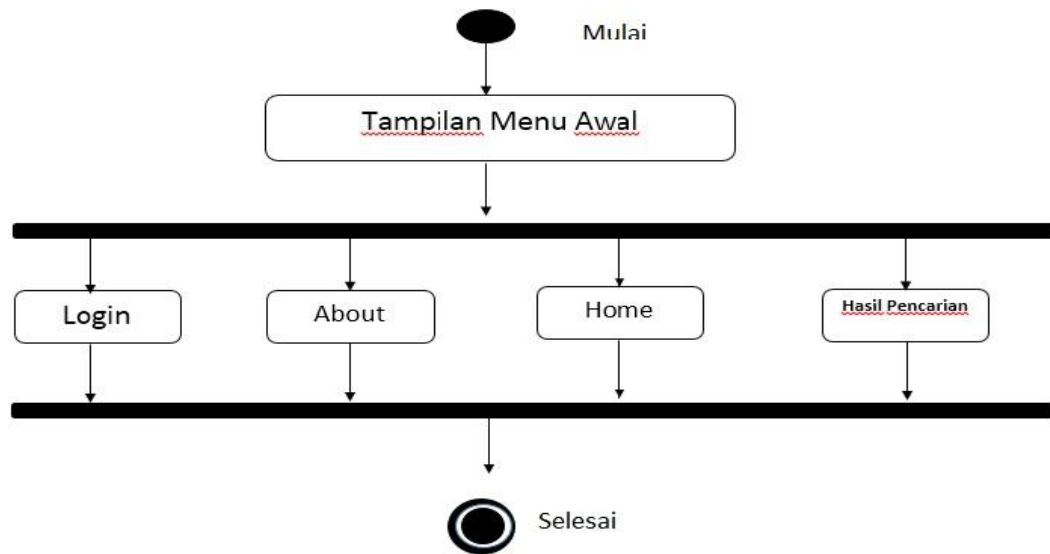 Mulai
Tampilan Menu Awal
Login
About
Home
Hasil Pencarian
Selesai